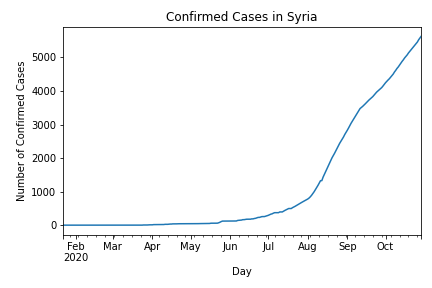 Confirmed Cases in Syria
Number of Confirmed Cases
5000
4000
3000
2000
1000
0
Feb Mar Apr May Jun Jul Aug Sep Oct
2020
Day